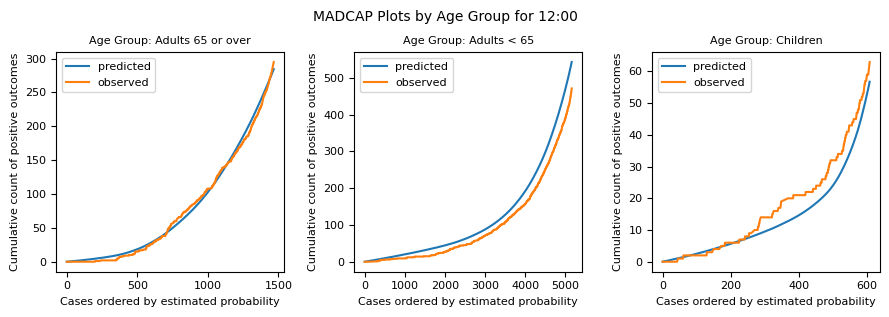 MADCAP Plots by Age Group for 12:00
Age Group: Adults 65 or over
Cumulative count of positive outcomes
300
250
200
150
100
50
0
predicted
observed
0 500 1000 1500
Cases ordered by estimated probability
Age Group: Adults < 65
Cumulative count of positive outcomes
500
400
300
200
100
0
predicted
observed
0 1000 2000 3000 4000 5000
Cases ordered by estimated probability
Age Group: Children
Cumulative count of positive outcomes
60
50
40
30
20
10
0
predicted
observed
0 200 400 600
Cases ordered by estimated probability